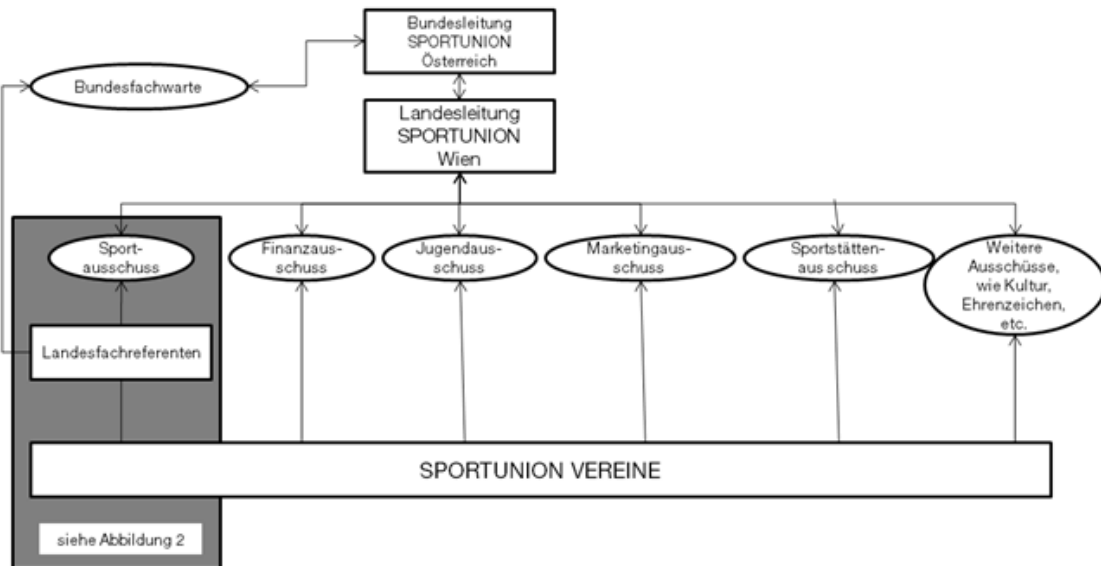 Bundesleitung
SPORTUNION
Österreich
Bundesfachwarte
Landesleitung
SPORTUNION
Wien
Sport-
ausschuss
Finanzaus-
schuss
Jugendaus-
schuss
Marketingaus-
schuss
Sportstätten-
aus schuss
Weitere
Ausschüsse,
wie Kultur,
Ehrenzeichen,
etc.
Landesfachreferenten
SPORTUNION VEREINE
siehe Abbildung 2